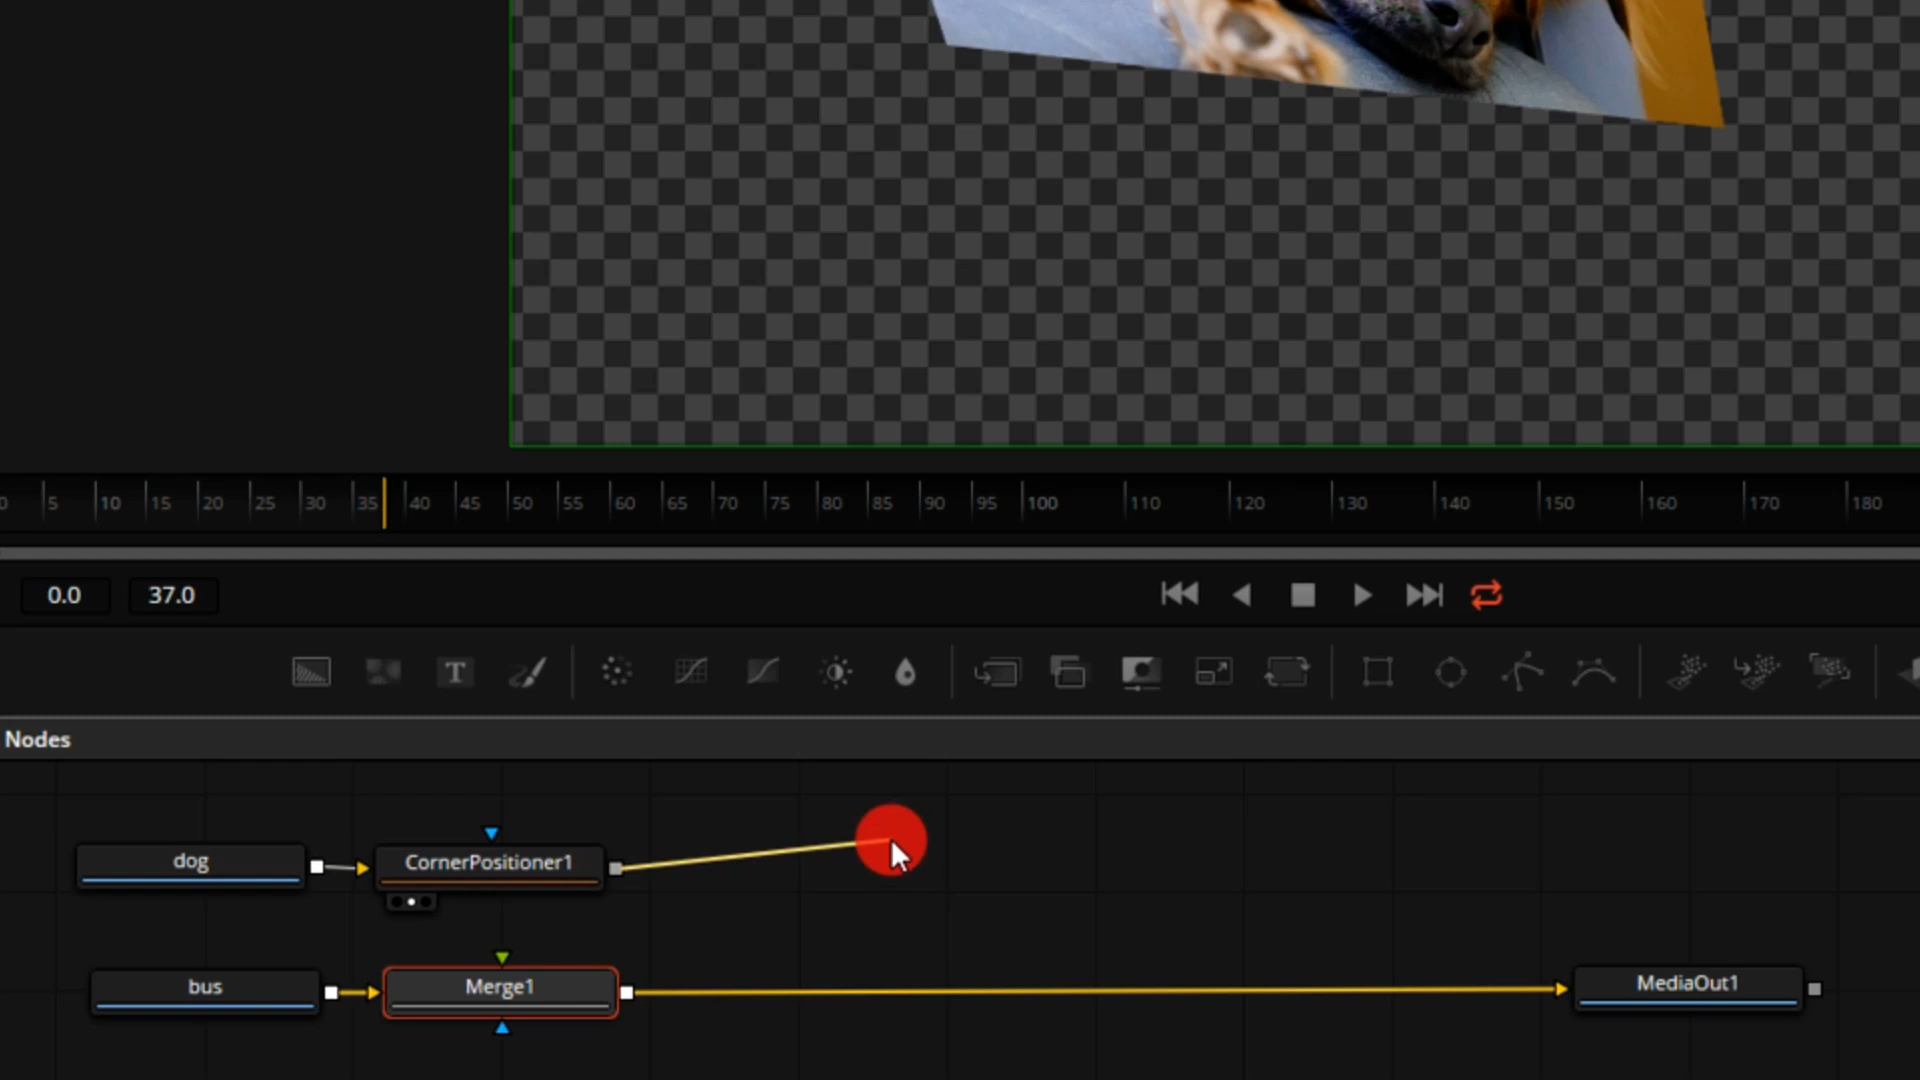 0 5 10 15 20 25 30 35 40 45 50 55 60 65 70 75 80 85 90 95 100 110 120 130 140 150 160 170 180
0.0 37.0
T
Nodes
dog CornerPositioner1
bus Merge1 MediaOut1